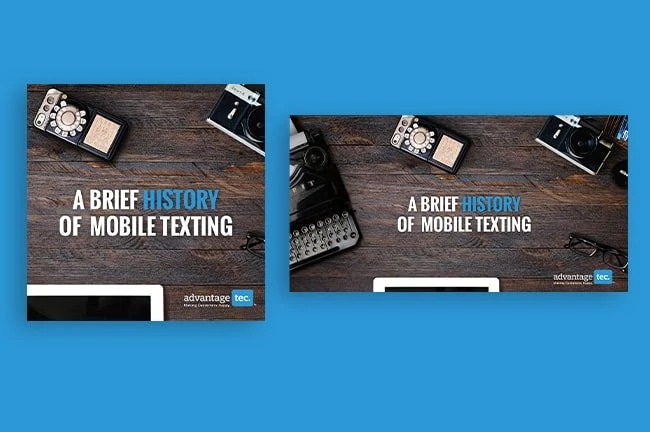 A BRIEF HISTORY
OF MOBILE TEXTING
advantage tec.
A BRIEF HISTORY
OF MOBILE TEXTING
advantage tec.